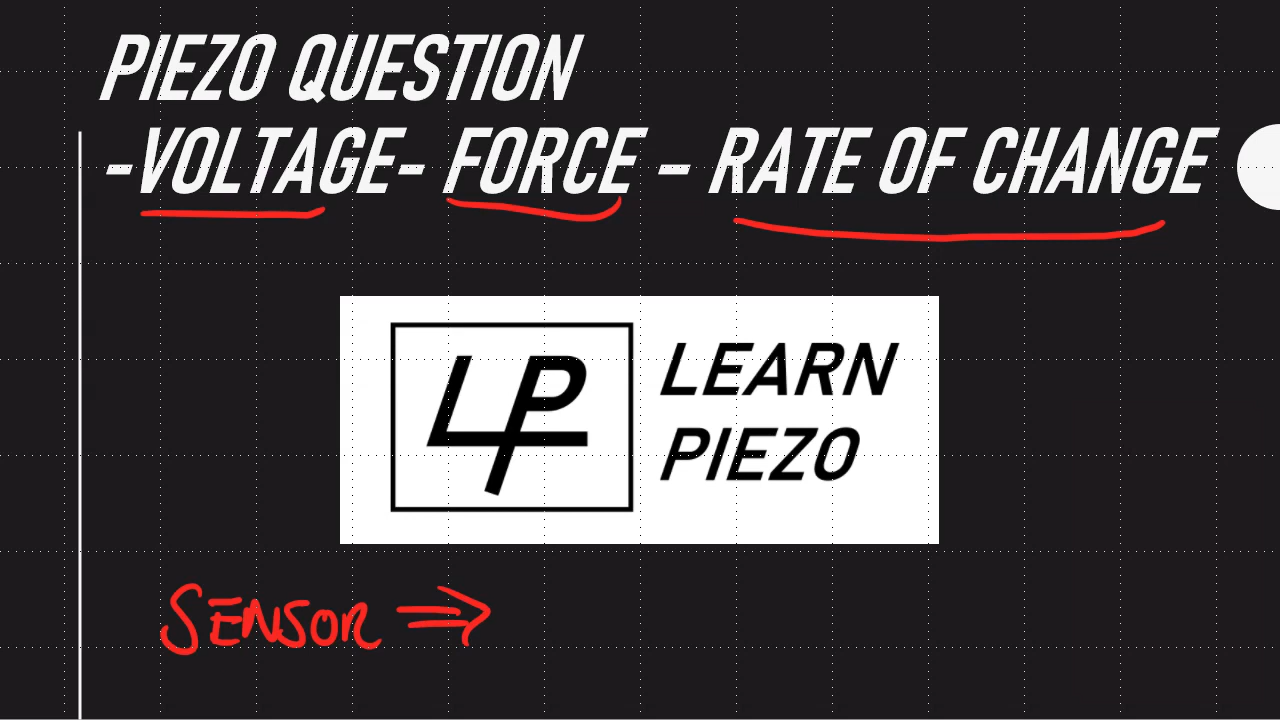 PIEZO QUESTION
-VOLTAGE- FORCE - RATE OF CHANGE
LP
LEARN
PIEZO
SENSOR ⇒